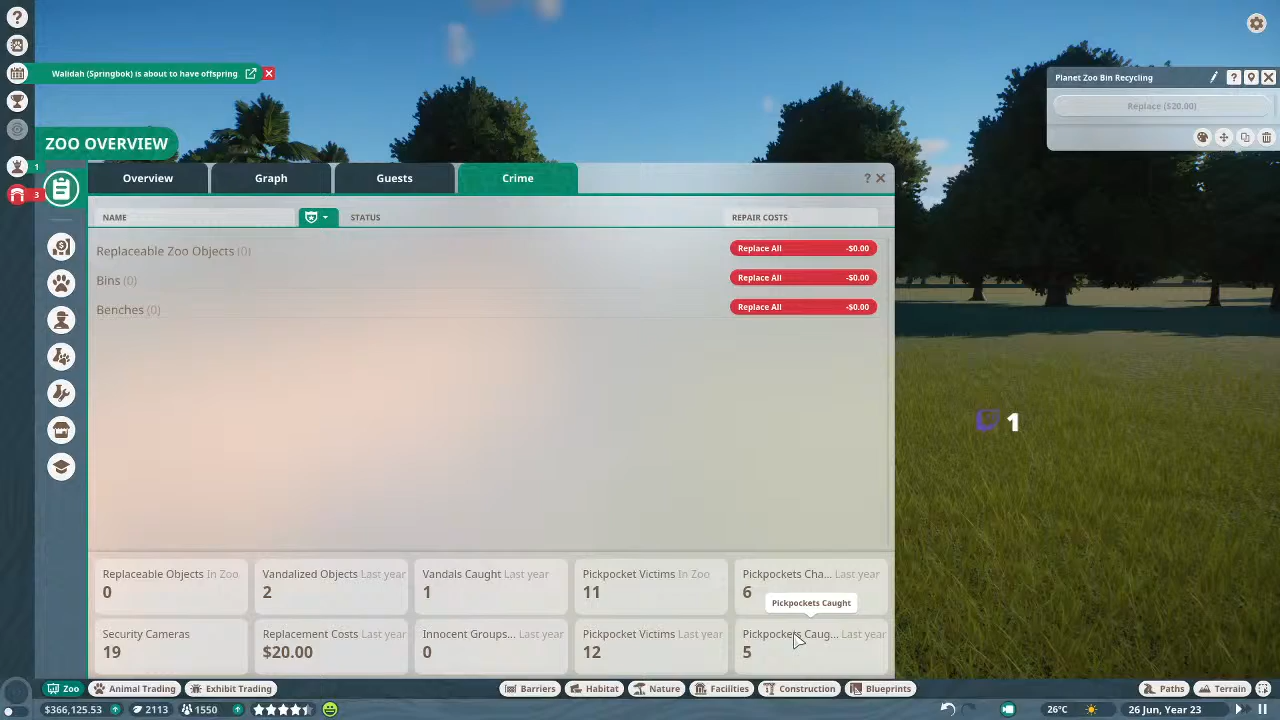 Walidah (Springbok) is about to have offspring
Planet Zoo Bin Recycling
Replace ($20.00)
ZOO OVERVIEW
1
3
Overview
Graph
Guests
Crime
NAME
STATUS
REPAIR COSTS
Replaceable Zoo Objects (0)
Replace All -$0.00
Bins (0)
Replace All -$0.00
Benches (0)
Replace All -$0.00
1
Replaceable Objects In Zoo
0
Vandalized Objects Last year
2
Vandals Caught Last year
1
Pickpocket Victims In Zoo
11
Pickpockets Cha... Last year
6
Pickpockets Caught
Security Cameras
19
Replacement Costs Last year
$20.00
Innocent Groups... Last year
0
Pickpocket Victims Last year
12
Pickpockets Caug... Last year
5
Zoo
Animal Trading
Exhibit Trading
Barriers
Habitat
Nature
Facilities
Construction
Blueprints
Paths
Terrain
$366,125.53
2113
1550
26°C
26 Jun, Year 23